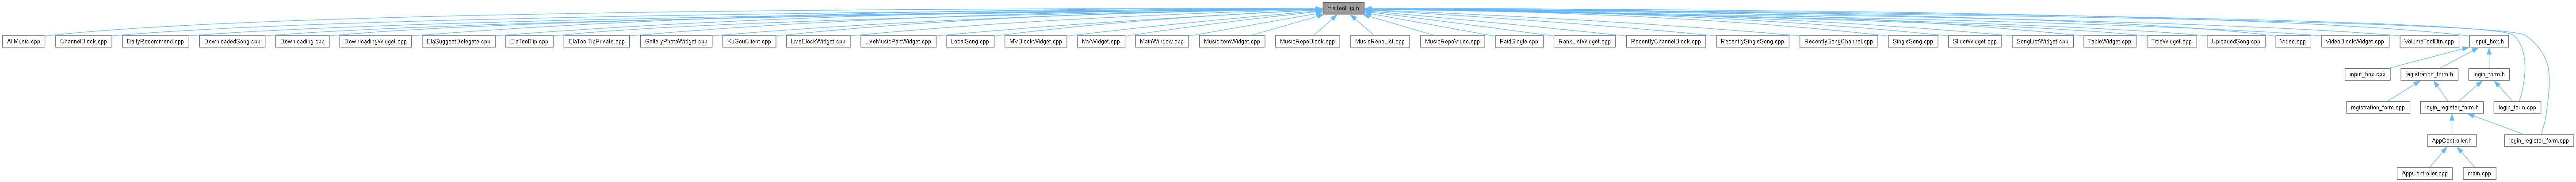 ElaToolTip.h
AllMusic.cpp
ChannelBlock.cpp
DailyRecommend.cpp
DownloadedSong.cpp
Downloading.cpp
DownloadingWidget.cpp
ElaSuggestDelegate.cpp
ElaToolTip.cpp
ElaToolTipPrivate.cpp
GalleryPhotoWidget.cpp
KuGouClient.cpp
LiveBlockWidget.cpp
LiveMusicPartWidget.cpp
LocalSong.cpp
MVBlockWidget.cpp
MVWidget.cpp
MainWindow.cpp
MusicItemWidget.cpp
MusicRepoBlock.cpp
MusicRepoList.cpp
MusicRepoVideo.cpp
PaidSingle.cpp
RankListWidget.cpp
RecentlyChannelBlock.cpp
RecentlySingleSong.cpp
RecentlySongChannel.cpp
SingleSong.cpp
SliderWidget.cpp
SongListWidget.cpp
TableWidget.cpp
TitleWidget.cpp
UploadedSong.cpp
Video.cpp
VideoBlockWidget.cpp
VolumeToolBtn.cpp
input_box.h
input_box.cpp
registration_form.h
login_form.h
registration_form.cpp
login_register_form.h
login_form.cpp
AppController.h
login_register_form.cpp
AppController.cpp
main.cpp